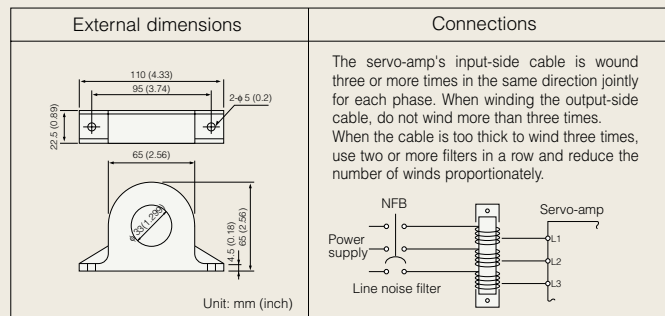 External dimensions
110 (4.33)
95 (3.74)
2-ϕ 5 (0.2)
22.5 (0.89)
65 (2.56)
ϕ 33(1.299)
4.5 (0.18)
65 (2.56)
Unit: mm (inch)
Connections
The servo-amp's input-side cable is wound
three or more times in the same direction jointly
for each phase. When winding the output-side
cable, do not wind more than three times.
When the cable is too thick to wind three times,
use two or more filters in a row and reduce the
number of winds proportionately.
NFB
Servo-amp
Power
supply
L1
L2
L3
Line noise filter